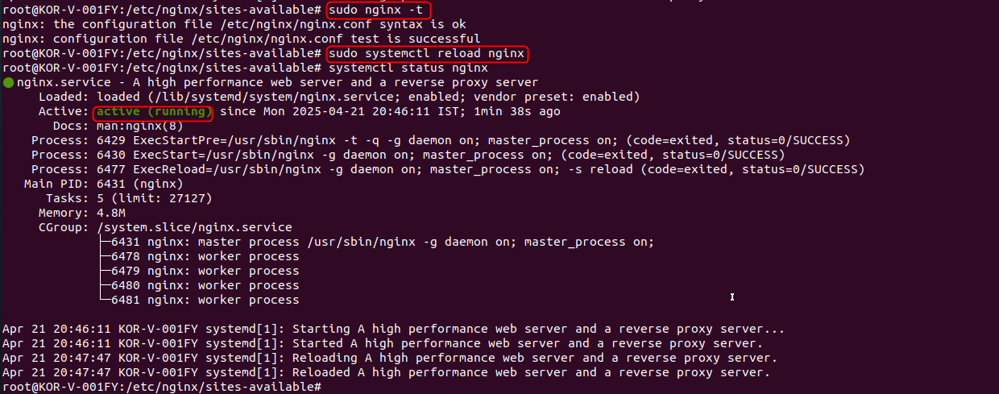 root@KOR-V-001FY:/etc/nginx/sites-available# sudo nginx -t
nginx: the configuration file /etc/nginx/nginx.conf syntax is ok
nginx: configuration file /etc/nginx/nginx.conf test is successful
root@KOR-V-001FY:/etc/nginx/sites-available# sudo systemctl reload nginx
root@KOR-V-001FY:/etc/nginx/sites-available# systemctl status nginx
● nginx.service - A high performance web server and a reverse proxy server
Loaded: loaded (/lib/systemd/system/nginx.service; enabled; vendor preset: enabled)
Active: active (running) since Mon 2025-04-21 20:46:11 IST; 1min 38s ago
Docs: man:nginx(8)
Process: 6429 ExecStartPre=/usr/sbin/nginx -t -q -g daemon on; master_process on; (code=exited, status=0/SUCCESS)
Process: 6430 ExecStart=/usr/sbin/nginx -g daemon on; master_process on; (code=exited, status=0/SUCCESS)
Process: 6477 ExecReload=/usr/sbin/nginx -g daemon on; master_process on; -s reload (code=exited, status=0/SUCCESS)
Main PID: 6431 (nginx)
Tasks: 5 (limit: 27127)
Memory: 4.8M
CGroup: /system.slice/nginx.service
├─6431 nginx: master process /usr/sbin/nginx -g daemon on; master_process on;
├─6478 nginx: worker process
├─6479 nginx: worker process
├─6480 nginx: worker process
└─6481 nginx: worker process
Apr 21 20:46:11 KOR-V-001FY systemd[1]: Starting A high performance web server and a reverse proxy server...
Apr 21 20:46:11 KOR-V-001FY systemd[1]: Started A high performance web server and a reverse proxy server.
Apr 21 20:47:47 KOR-V-001FY systemd[1]: Reloading A high performance web server and a reverse proxy server.
Apr 21 20:47:47 KOR-V-001FY systemd[1]: Reloaded A high performance web server and a reverse proxy server.
root@KOR-V-001FY:/etc/nginx/sites-available#